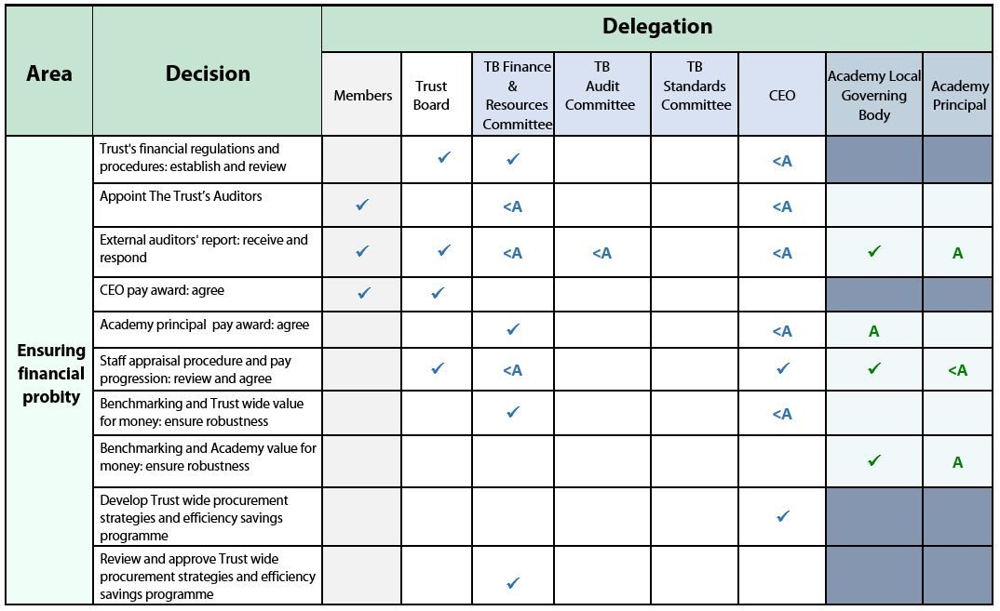 Area
Decision
Delegation
Members
Trust
Board
TB Finance
&
Resources
Committee
TB
Audit
Committee
TB
Standards
Committee
CEO
Academy Local
Governing
Body
Academy
Principal
Ensuring
financial
probity
Trust's financial regulations and
procedures: establish and review
✓ ✓ <A
Appoint The Trust’s Auditors
✓ <A <A
External auditors' report: receive and
respond
✓ ✓ <A <A <A ✓ A
CEO pay award: agree
✓ ✓
Academy principal pay award: agree
✓ <A A
Staff appraisal procedure and pay
progression: review and agree
✓ <A ✓ ✓ <A
Benchmarking and Trust wide value
for money: ensure robustness
✓ <A
Benchmarking and Academy value for
money: ensure robustness
✓ A
Develop Trust wide procurement
strategies and efficiency savings
programme
✓
Review and approve Trust wide
procurement strategies and efficiency
savings programme
✓